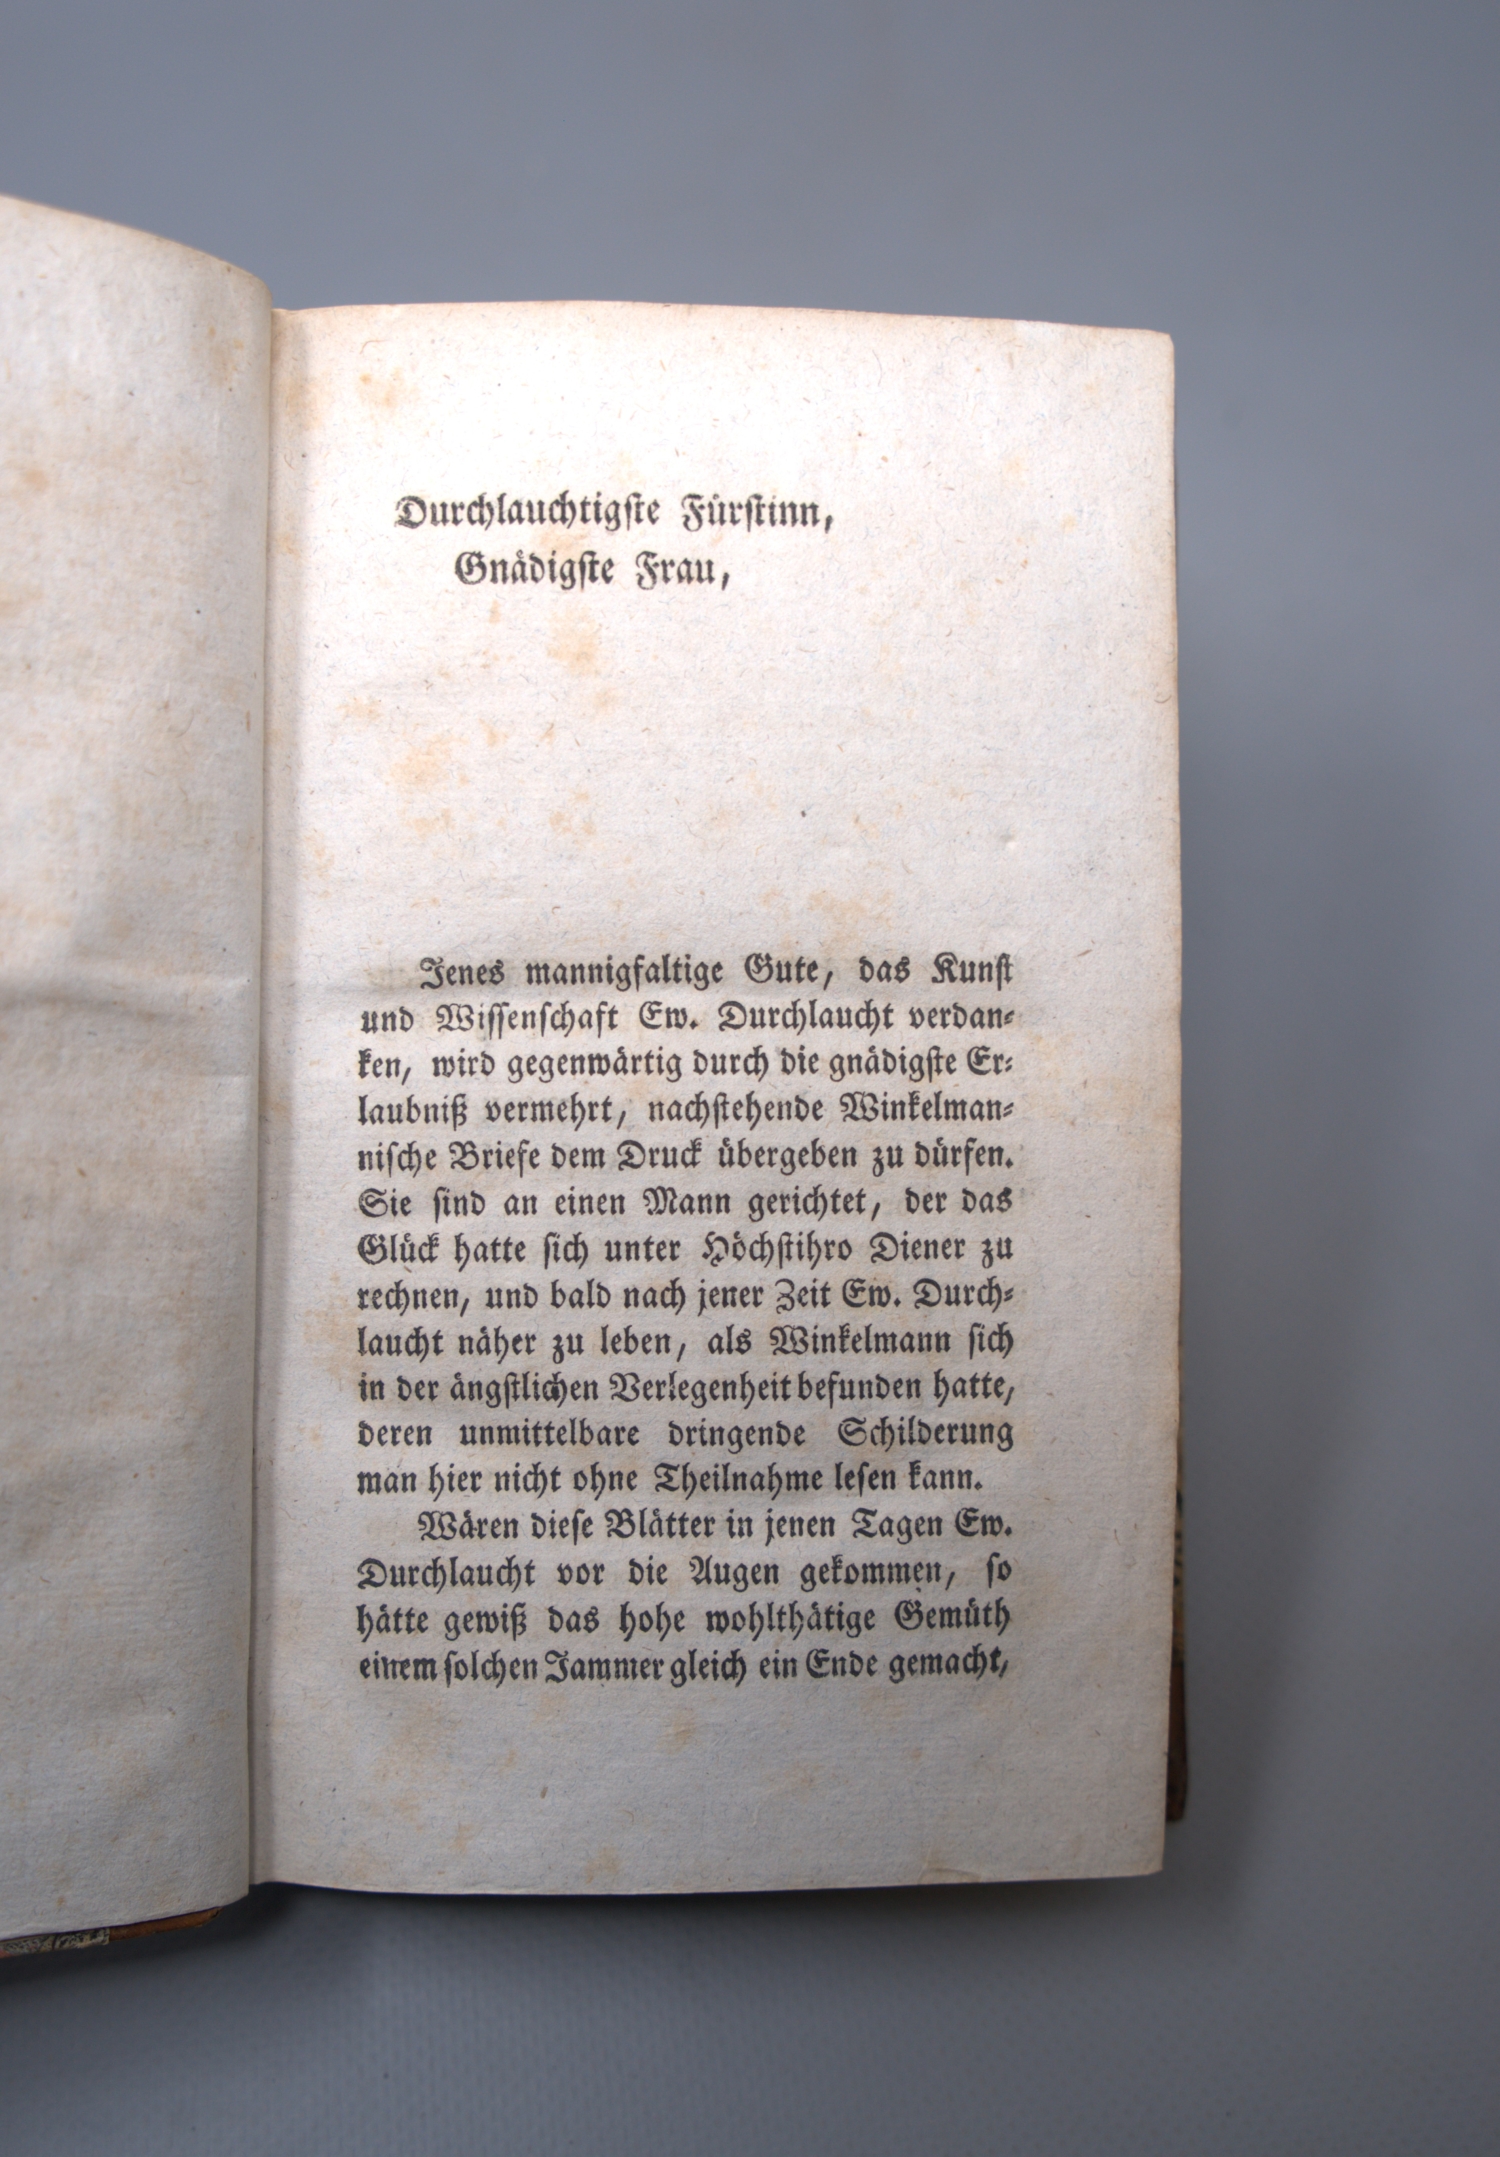 Durchlauchtigste Fürstinn,
Gnädigste Frau,
Jenes mannigfaltige Gute, das Kunst
und Wissenschaft Ew. Durchlaucht verdan-
ken, wird gegenwärtig durch die gnädigste Er-
laubniß vermehrt, nachstehende Winkelman-
nische Briefe dem Druck übergeben zu dürfen.
Sie sind an einen Mann gerichtet, der das
Glück hatte sich unter Höchstihro Diener zu
rechnen, und bald nach jener Zeit Ew. Durch-
laucht näher zu leben, als Winkelmann sich
in der ängstlichen Verlegenheit befunden hatte,
deren unmittelbare dringende Schilderung
man hier nicht ohne Theilnahme lesen kann.
Wären diese Blätter in jenen Tagen Ew.
Durchlaucht vor die Augen gekommen, so
hätte gewiß das hohe wohlthätige Gemüth
einem solchen Jammer gleich ein Ende gemacht,